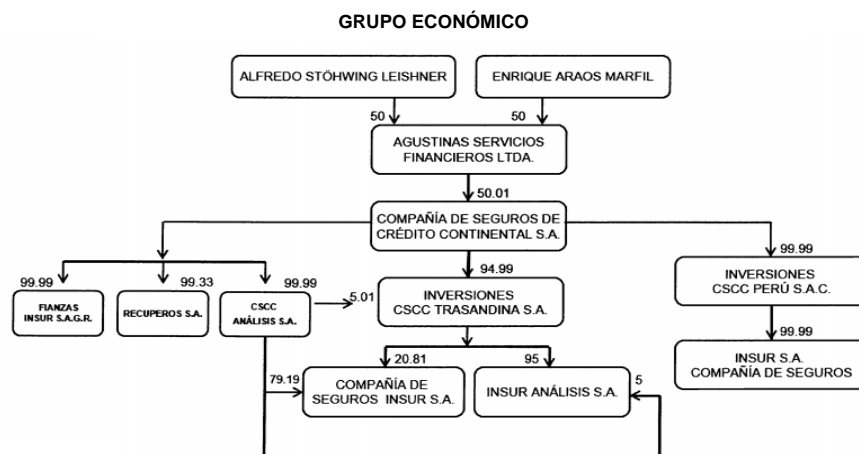 GRUPO ECONÓMICO
ALFREDO STÖHWING LEISHNER
ENRIQUE ARAOS MARFIL
50
50
AGUSTINAS SERVICIOS
FINANCIEROS LTDA.
50.01
COMPAÑÍA DE SEGUROS DE
CRÉDITO CONTINENTAL S.A.
99.99
99.33
99.99
94.99
99.99
FIANZAS
INSUR S.A.G.R.
RECUPEROS S.A.
CSCC
ANÁLISIS S.A.
5.01
INVERSIONES
CSCC TRASANDINA S.A.
INVERSIONES
CSCC PERÚ S.A.C.
20.81
95
99.99
79.19
COMPAÑÍA DE
SEGUROS INSUR S.A.
INSUR ANÁLISIS S.A.
5
INSUR S.A.
COMPAÑÍA DE SEGUROS